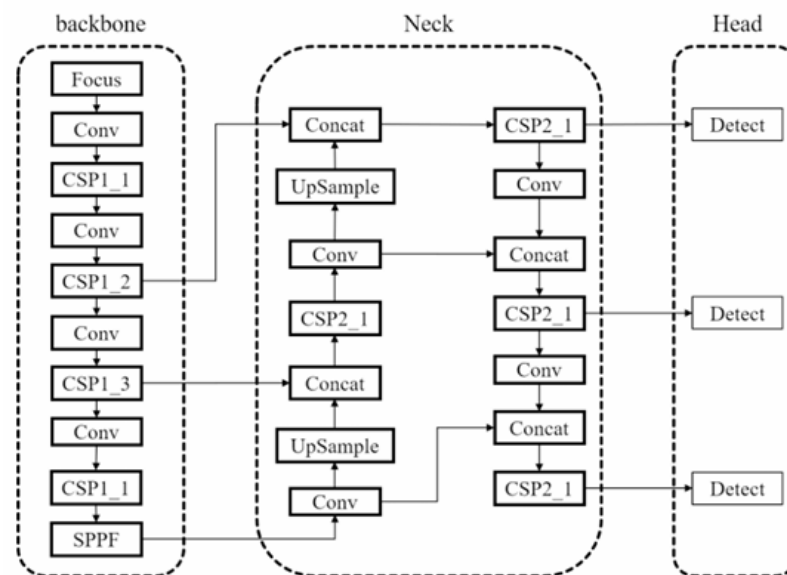 backbone
Focus
Conv
CSP1_1
Conv
CSP1_2
Conv
CSP1_3
Conv
CSP1_1
SPPF
Neck
Concat
UpSample
Conv
CSP2_1
Concat
UpSample
Conv
CSP2_1
Conv
Concat
CSP2_1
Conv
Concat
CSP2_1
Head
Detect
Detect
Detect